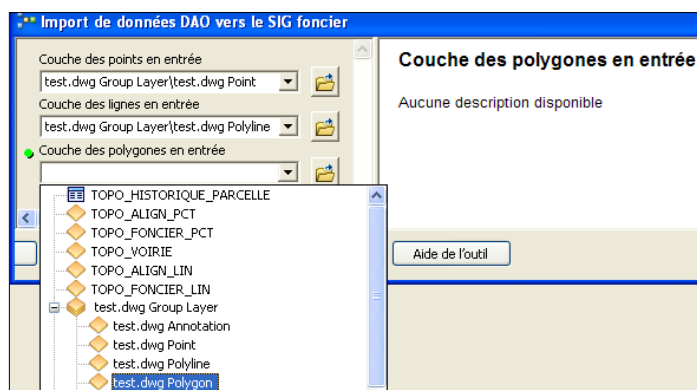 Import de données DAO vers le SIG foncier
Couche des points en entrée
test.dwg Group Layer\test.dwg Point
Couche des lignes en entrée
test.dwg Group Layer\test.dwg Polyline
Couche des polygones en entrée
TOPO_HISTORIQUE_PARCELLE
TOPO_ALIGN_PCT
TOPO_FONCIER_PCT
TOPO_VOIRIE
TOPO_ALIGN_LIN
TOPO_FONCIER_LIN
test.dwg Group Layer
test.dwg Annotation
test.dwg Point
test.dwg Polyline
test.dwg Polygon
Couche des polygones en entrée
Aucune description disponible
Aide de l'outil